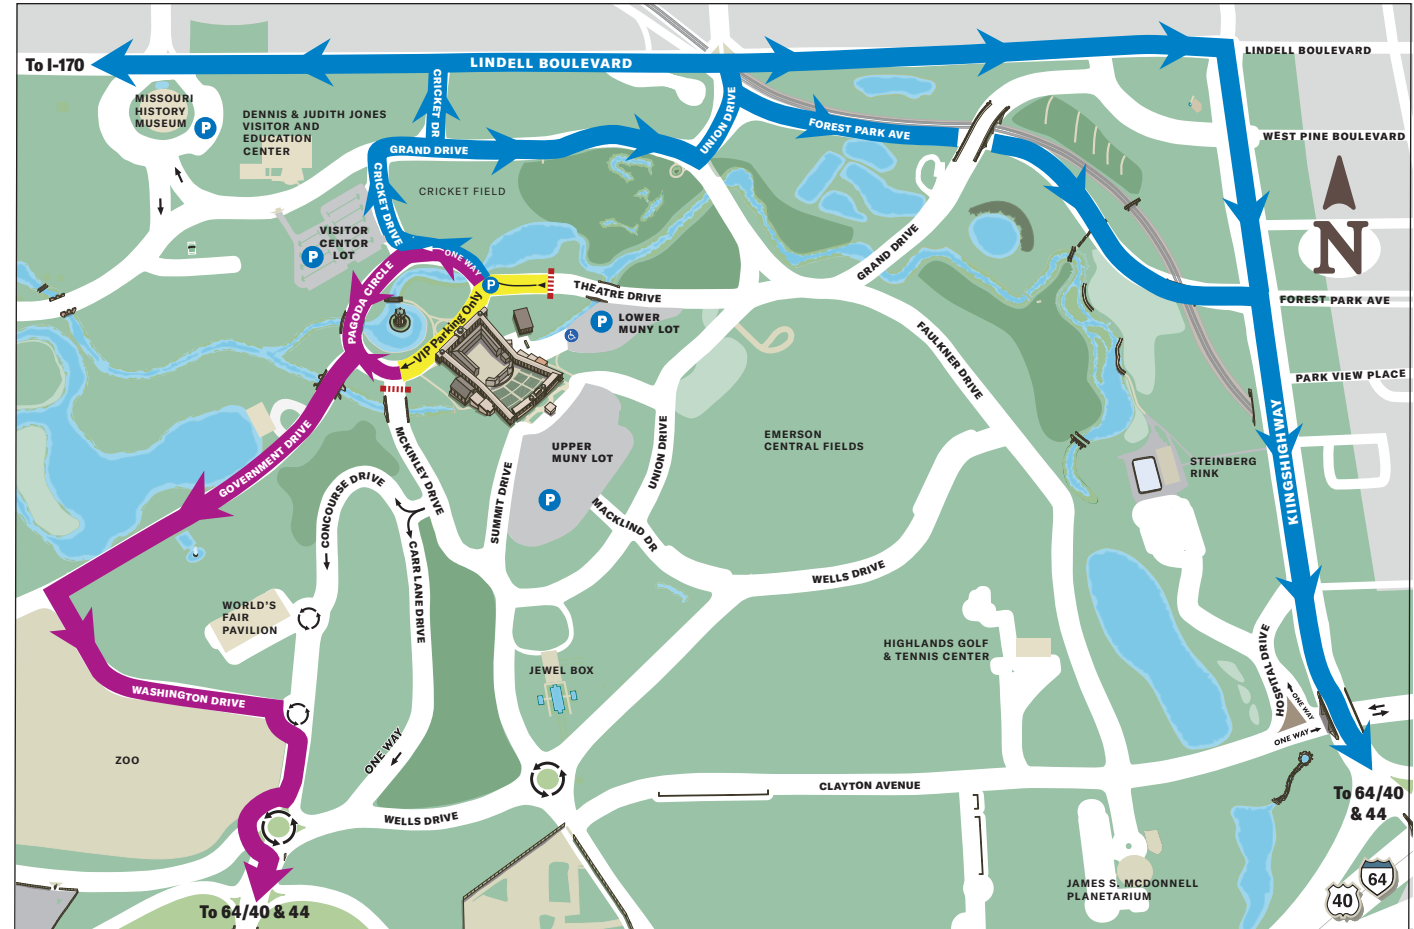 LINDELL BOULEVARD
LINDELL BOULEVARD
To I-170
MISSOURI
HISTORY
MUSEUM
P
DENNIS & JUDITH JONES
VISITOR AND
EDUCATION
CENTER
CRICKET DR
GRAND DRIVE
UNION DRIVE
FOREST PARK AVE
WEST PINE BOULEVARD
CRICKET DRIVE
CRICKET FIELD
VISITOR
CENTOR
LOT
P
ONE WAY
P
GRAND DRIVE
N
PAGODA CIRCLE
THEATRE DRIVE
LOWER
MUNY LOT
P
FOREST PARK AVE
VIP Parking Only
FAULKNER DRIVE
PARK VIEW PLACE
GOVERNMENT DRIVE
MCKINLEY DRIVE
UPPER
MUNY LOT
P
UNION DRIVE
EMERSON
CENTRAL FIELDS
KIINGSHIGHWAY
STEINBERG
RINK
CONCOURSE DRIVE
SUMMIT DRIVE
MACKLIND DR
CARR LANE DRIVE
WELLS DRIVE
WORLD'S
FAIR
PAVILION
HIGHLANDS GOLF
& TENNIS CENTER
HOSPITAL DRIVE
JEWEL BOX
WASHINGTON DRIVE
ONE WAY
ONE WAY
ONE WAY
ZOO
CLAYTON AVENUE
To 64/40
& 44
WELLS DRIVE
JAMES S. MCDONNELL
PLANETARIUM
64
40
To 64/40 & 44